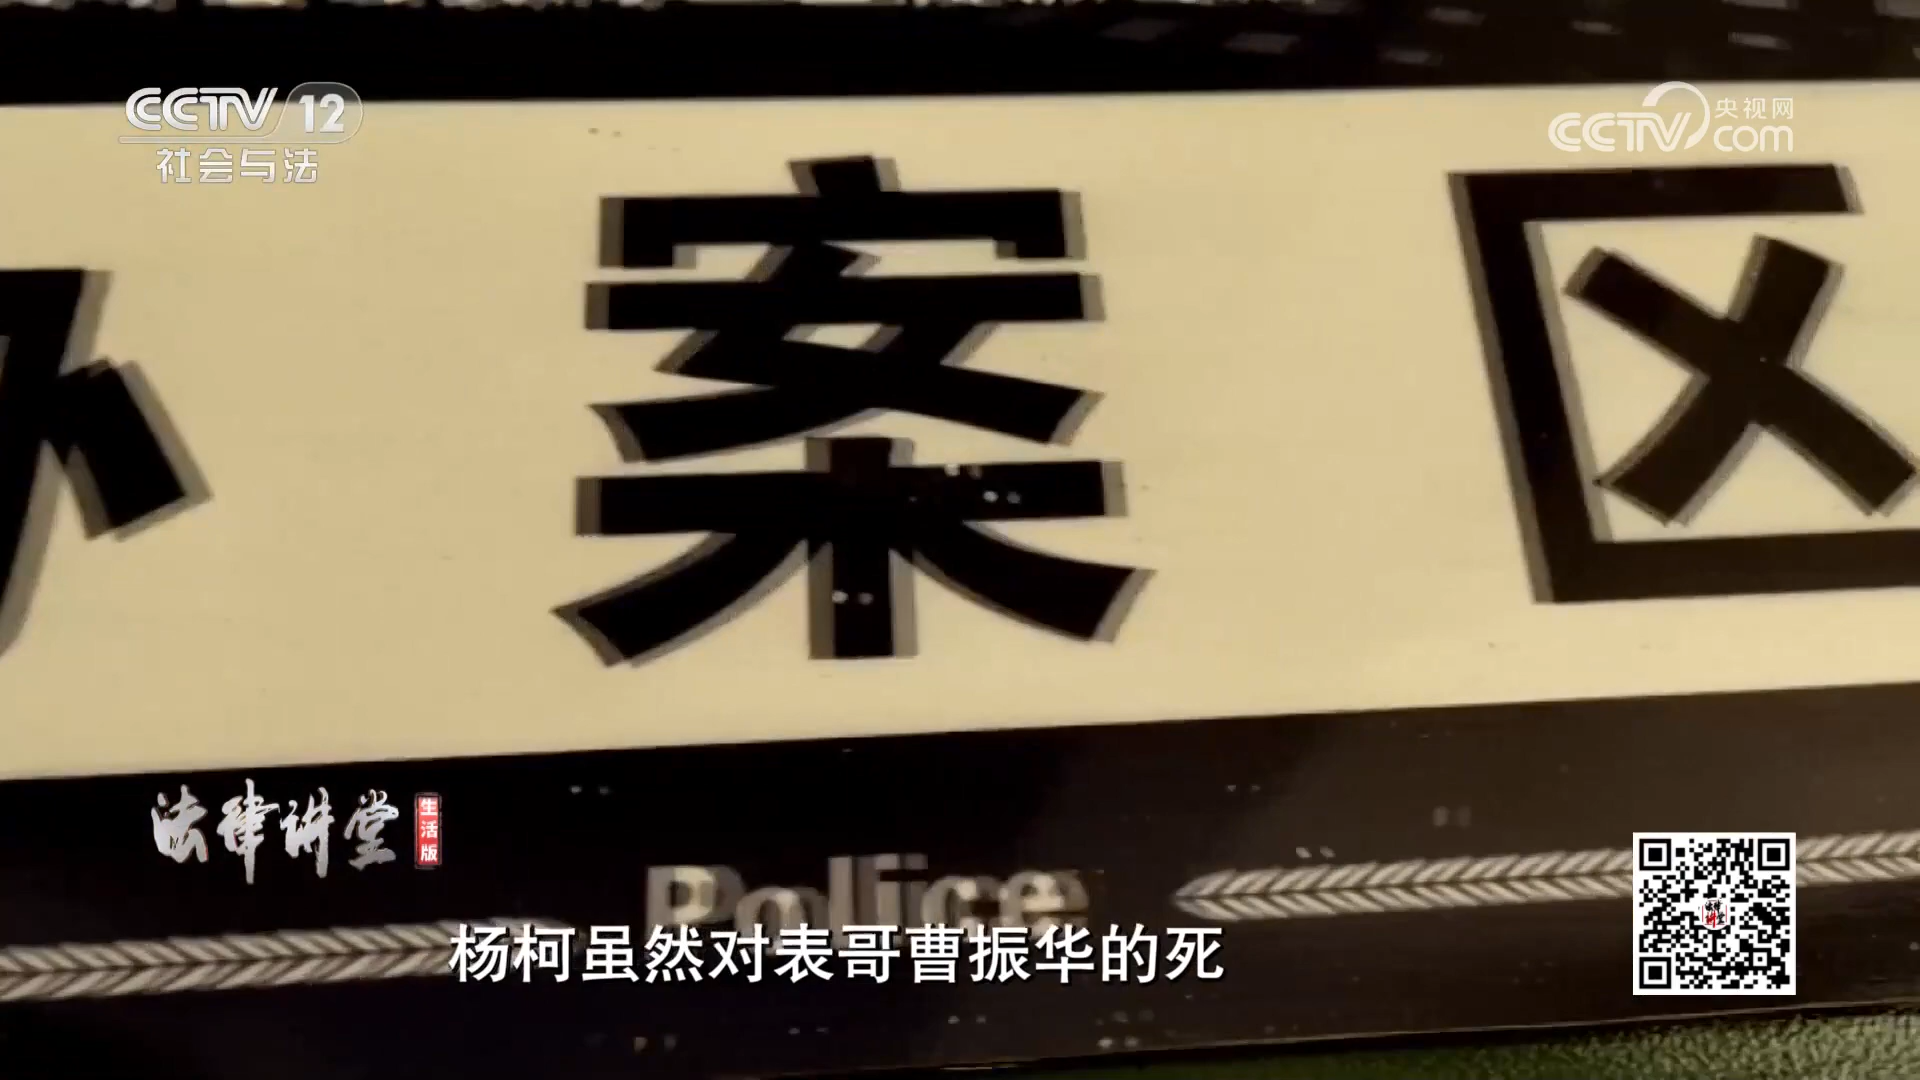 CCTV 12
社会与法
央视网
CCTV.com
办案区
法律讲堂
生活版
Police
杨柯虽然对表哥曹振华的死